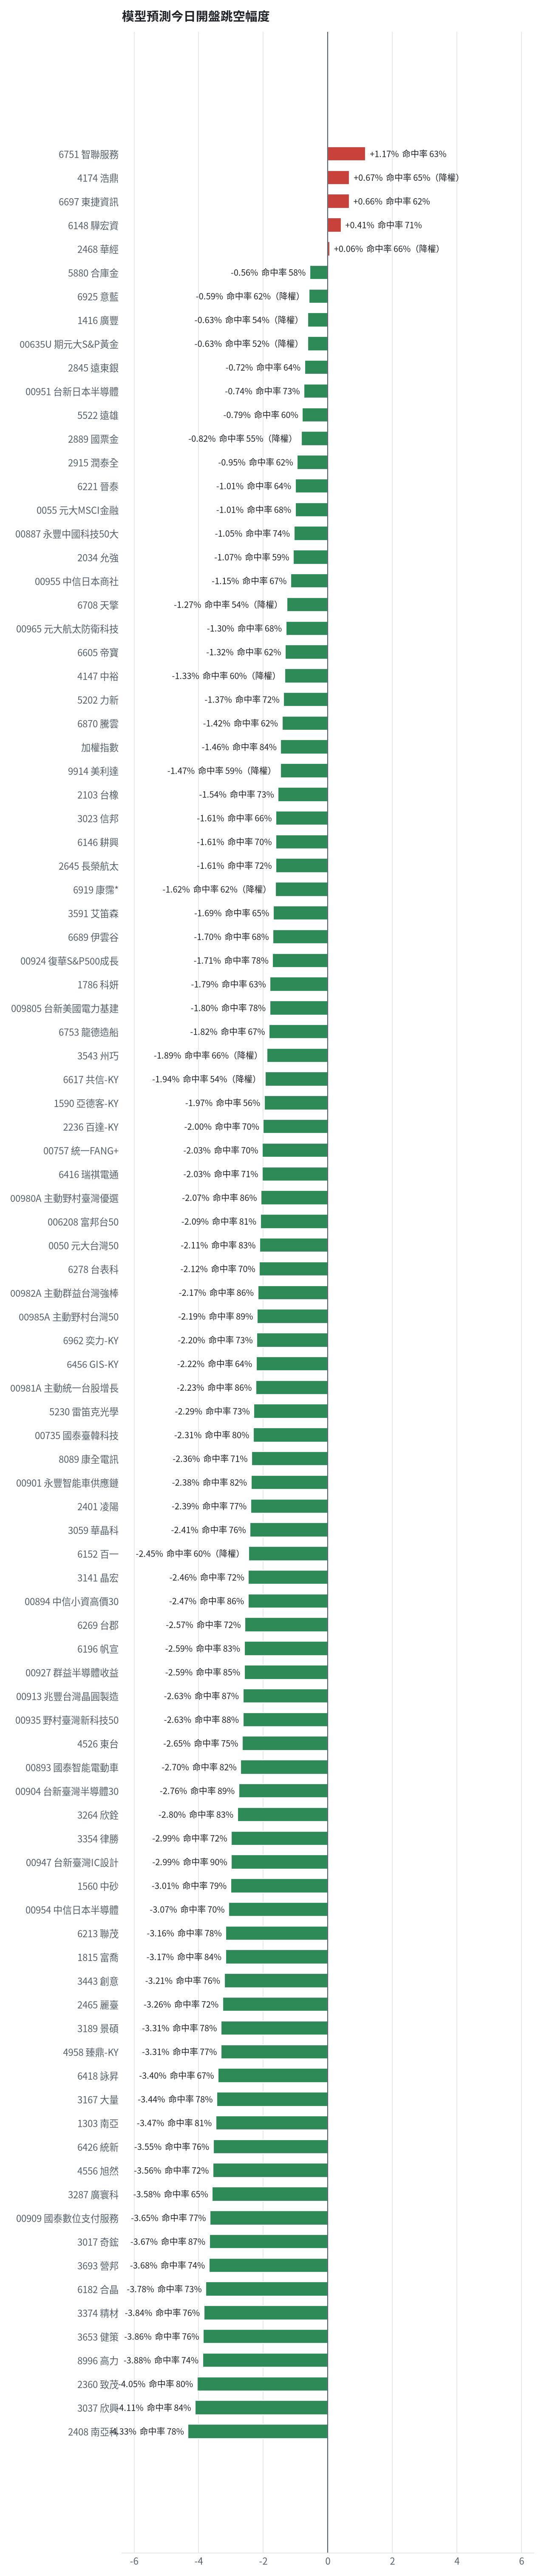 模型預測今日開盤跳空幅度
6751 智聯服務 +1.17% 命中率 63%
4174 浩鼎 +0.67% 命中率 65%（降權）
6697 東捷資訊 +0.66% 命中率 62%
6148 驊宏資 +0.41% 命中率 71%
2468 華經 +0.06% 命中率 66%（降權）
5880 合庫金 -0.56% 命中率 58%
6925 意藍 -0.59% 命中率 62%（降權）
1416 廣豐 -0.63% 命中率 54%（降權）
00635U 期元大S&P黃金 -0.63% 命中率 52%（降權）
2845 遠東銀 -0.72% 命中率 64%
00951 台新日本半導體 -0.74% 命中率 73%
5522 遠雄 -0.79% 命中率 60%
2889 國票金 -0.82% 命中率 55%（降權）
2915 潤泰全 -0.95% 命中率 62%
6221 晉泰 -1.01% 命中率 64%
0055 元大MSCI金融 -1.01% 命中率 68%
00887 永豐中國科技50大 -1.05% 命中率 74%
2034 允強 -1.07% 命中率 59%
00955 中信日本商社 -1.15% 命中率 67%
6708 天擎 -1.27% 命中率 54%（降權）
00965 元大航太防衛科技 -1.30% 命中率 68%
6605 帝寶 -1.32% 命中率 62%
4147 中裕 -1.33% 命中率 60%（降權）
5202 力新 -1.37% 命中率 72%
6870 騰雲 -1.42% 命中率 62%
加權指數 -1.46% 命中率 84%
9914 美利達 -1.47% 命中率 59%（降權）
2103 台橡 -1.54% 命中率 73%
3023 信邦 -1.61% 命中率 66%
6146 耕興 -1.61% 命中率 70%
2645 長榮航太 -1.61% 命中率 72%
6919 康霈* -1.62% 命中率 62%（降權）
3591 艾笛森 -1.69% 命中率 65%
6689 伊雲谷 -1.70% 命中率 68%
00924 復華S&P500成長 -1.71% 命中率 78%
1786 科妍 -1.79% 命中率 63%
009805 台新美國電力基建 -1.80% 命中率 78%
6753 龍德造船 -1.82% 命中率 67%
3543 州巧 -1.89% 命中率 66%（降權）
6617 共信-KY -1.94% 命中率 54%（降權）
1590 亞德客-KY -1.97% 命中率 56%
2236 百達-KY -2.00% 命中率 70%
00757 統一FANG+ -2.03% 命中率 70%
6416 瑞祺電通 -2.03% 命中率 71%
00980A 主動野村臺灣優選 -2.07% 命中率 86%
006208 富邦台50 -2.09% 命中率 81%
0050 元大台灣50 -2.11% 命中率 83%
6278 台表科 -2.12% 命中率 70%
00982A 主動群益台灣強棒 -2.17% 命中率 86%
00985A 主動野村台灣50 -2.19% 命中率 89%
6962 奕力-KY -2.20% 命中率 73%
6456 GIS-KY -2.22% 命中率 64%
00981A 主動統一台股增長 -2.23% 命中率 86%
5230 雷笛克光學 -2.29% 命中率 73%
00735 國泰臺韓科技 -2.31% 命中率 80%
8089 康全電訊 -2.36% 命中率 71%
00901 永豐智能車供應鏈 -2.38% 命中率 82%
2401 凌陽 -2.39% 命中率 77%
3059 華晶科 -2.41% 命中率 76%
6152 百一 -2.45% 命中率 60%（降權）
3141 晶宏 -2.46% 命中率 72%
00894 中信小資高價30 -2.47% 命中率 86%
6269 台郡 -2.57% 命中率 72%
6196 帆宣 -2.59% 命中率 83%
00927 群益半導體收益 -2.59% 命中率 85%
00913 兆豐台灣晶圓製造 -2.63% 命中率 87%
00935 野村臺灣新科技50 -2.63% 命中率 88%
4526 東台 -2.65% 命中率 75%
00893 國泰智能電動車 -2.70% 命中率 82%
00904 台新臺灣半導體30 -2.76% 命中率 89%
3264 欣銓 -2.80% 命中率 83%
3354 律勝 -2.99% 命中率 72%
00947 台新臺灣IC設計 -2.99% 命中率 90%
1560 中砂 -3.01% 命中率 79%
00954 中信日本半導體 -3.07% 命中率 70%
6213 聯茂 -3.16% 命中率 78%
1815 富喬 -3.17% 命中率 84%
3443 創意 -3.21% 命中率 76%
2465 麗臺 -3.26% 命中率 72%
3189 景碩 -3.31% 命中率 78%
4958 臻鼎-KY -3.31% 命中率 77%
6418 詠昇 -3.40% 命中率 67%
3167 大量 -3.44% 命中率 78%
1303 南亞 -3.47% 命中率 81%
6426 統新 -3.55% 命中率 76%
4556 旭然 -3.56% 命中率 72%
3287 廣寰科 -3.58% 命中率 65%
00909 國泰數位支付服務 -3.65% 命中率 77%
3017 奇鋐 -3.67% 命中率 87%
3693 營邦 -3.68% 命中率 74%
6182 合晶 -3.78% 命中率 73%
3374 精材 -3.84% 命中率 76%
3653 健策 -3.86% 命中率 76%
8996 高力 -3.88% 命中率 74%
2360 致茂 -4.05% 命中率 80%
3037 欣興 -4.11% 命中率 84%
2408 南亞科 -4.33% 命中率 78%
-6 -4 -2 0 2 4 6